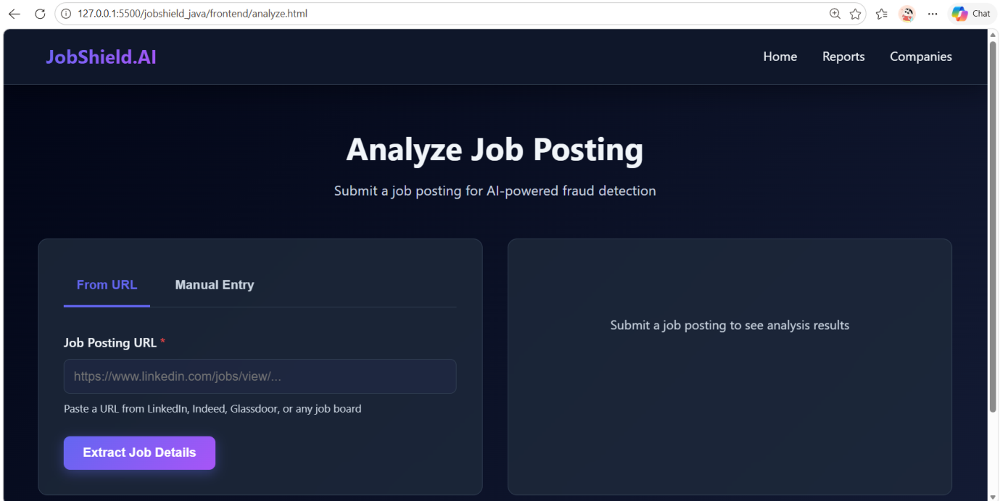 127.0.0.1:5500/jobshield_java/frontend/analyze.html
Chat
JobShield.AI
Home
Reports
Companies
Analyze Job Posting
Submit a job posting for AI-powered fraud detection
From URL
Manual Entry
Job Posting URL *
https://www.linkedin.com/jobs/view/...
Paste a URL from LinkedIn, Indeed, Glassdoor, or any job board
Extract Job Details
Submit a job posting to see analysis results